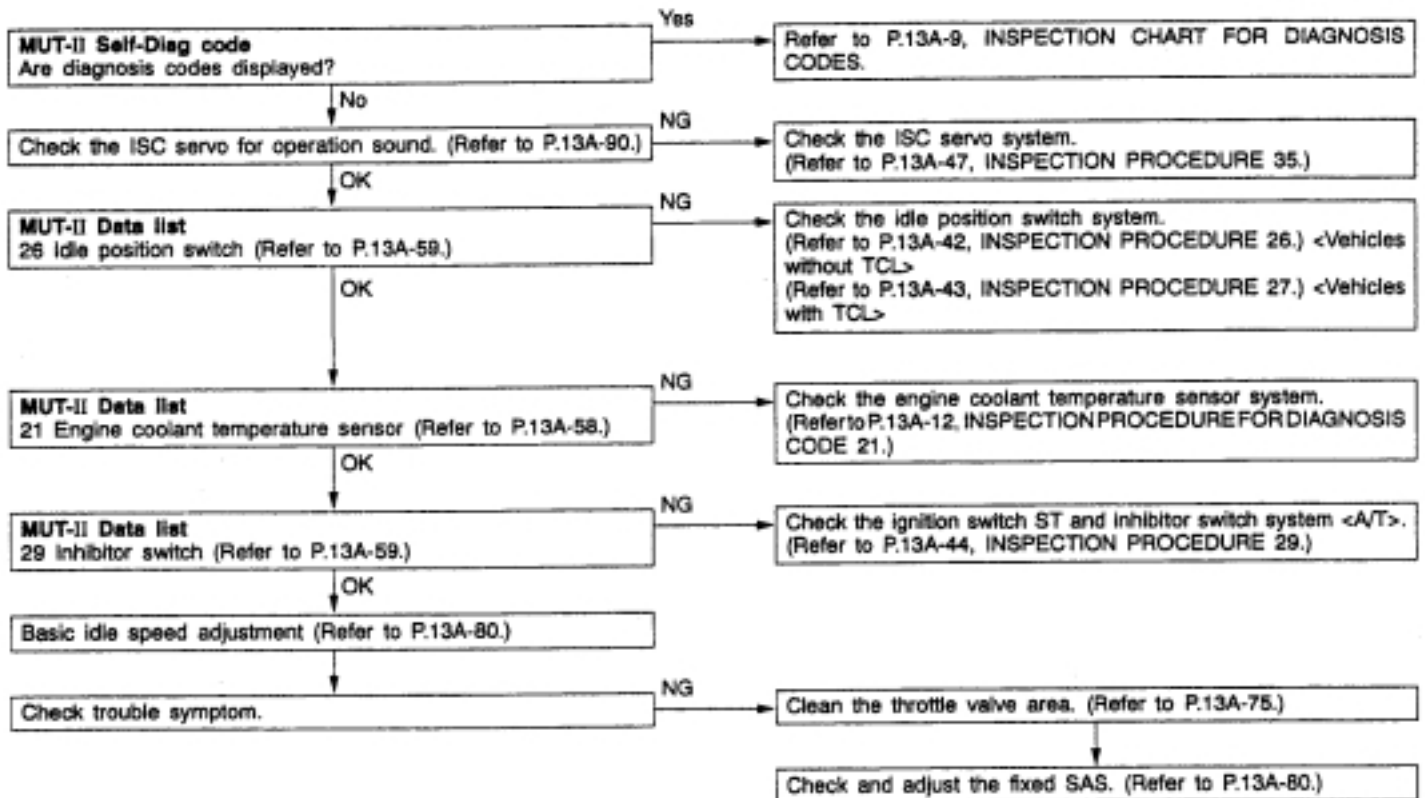 MUT-II Self-Diag code
Are diagnosis codes displayed?
Yes
Refer to P.13A-9, INSPECTION CHART FOR DIAGNOSIS
CODES.
No
Check the ISC servo for operation sound. (Refer to P.13A-90.)
NG
Check the ISC servo system.
(Refer to P.13A-47, INSPECTION PROCEDURE 35.)
OK
MUT-II Data list
26 Idle position switch (Refer to P.13A-59.)
NG
Check the idle position switch system.
(Refer to P.13A-42, INSPECTION PROCEDURE 26.) <Vehicles
without TCL>
(Refer to P.13A-43, INSPECTION PROCEDURE 27.) <Vehicles
with TCL>
OK
MUT-II Data list
21 Engine coolant temperature sensor (Refer to P.13A-58.)
NG
Check the engine coolant temperature sensor system.
(Refer to P.13A-12, INSPECTION PROCEDURE FOR DIAGNOSIS
CODE 21.)
OK
MUT-II Data list
29 Inhibitor switch (Refer to P.13A-59.)
NG
Check the ignition switch ST and inhibitor switch system <A/T>.
(Refer to P.13A-44, INSPECTION PROCEDURE 29.)
OK
Basic idle speed adjustment (Refer to P.13A-80.)
Check trouble symptom.
NG
Clean the throttle valve area. (Refer to P.13A-75.)
Check and adjust the fixed SAS. (Refer to P.13A-80.)